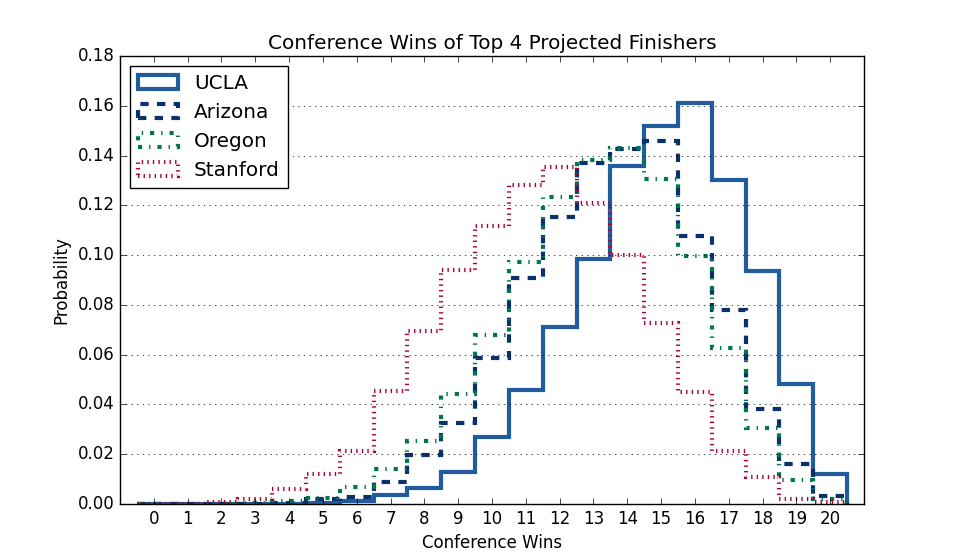 Conference Wins of Top 4 Projected Finishers
0.18
0.16
0.14
0.12
0.10
0.08
0.06
0.04
0.02
0.00
Probability
UCLA
Arizona
Oregon
Stanford
0 1 2 3 4 5 6 7 8 9 10 11 12 13 14 15 16 17 18 19 20
Conference Wins